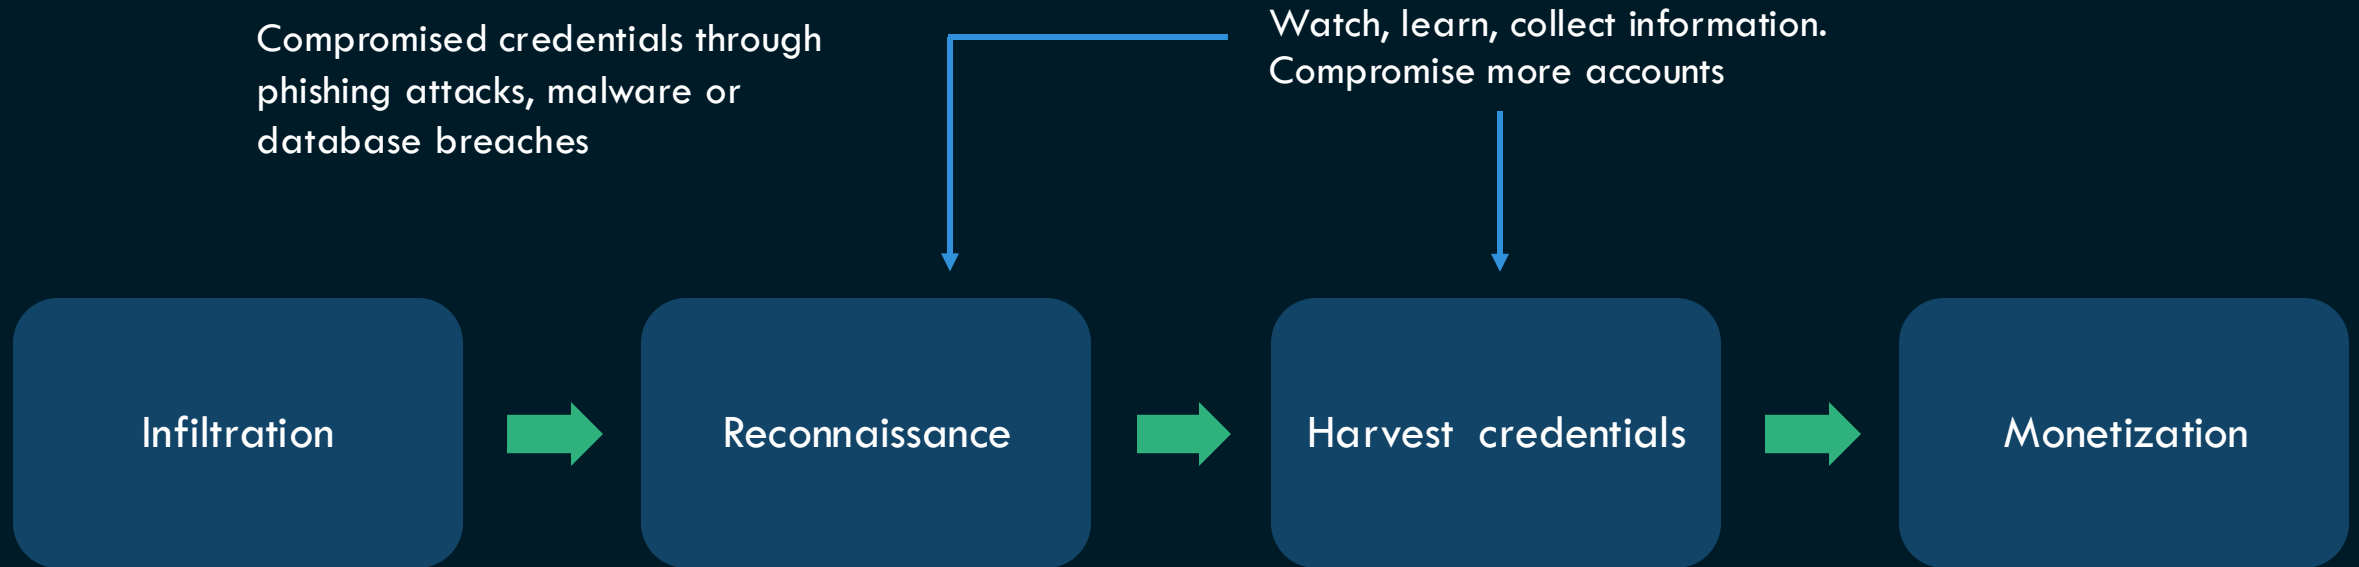 Compromised credentials through
phishing attacks, malware or
database breaches
Watch, learn, collect information.
Compromise more accounts
Infiltration
Reconnaissance
Harvest credentials
Monetization